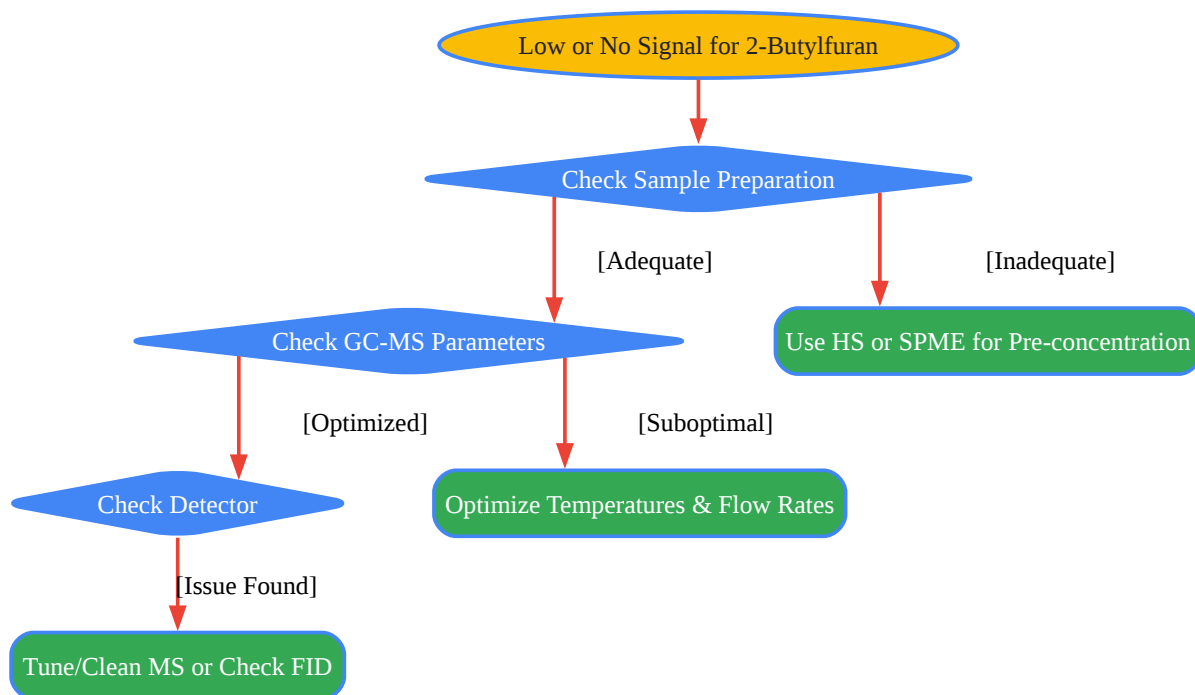 Low or No Signal for 2-Butylfuran
Check Sample Preparation
[Adequate]
[Inadequate]
Check GC-MS Parameters
Use HS or SPME for Pre-concentration
[Optimized]
[Suboptimal]
Check Detector
Optimize Temperatures & Flow Rates
[Issue Found]
Tune/Clean MS or Check FID